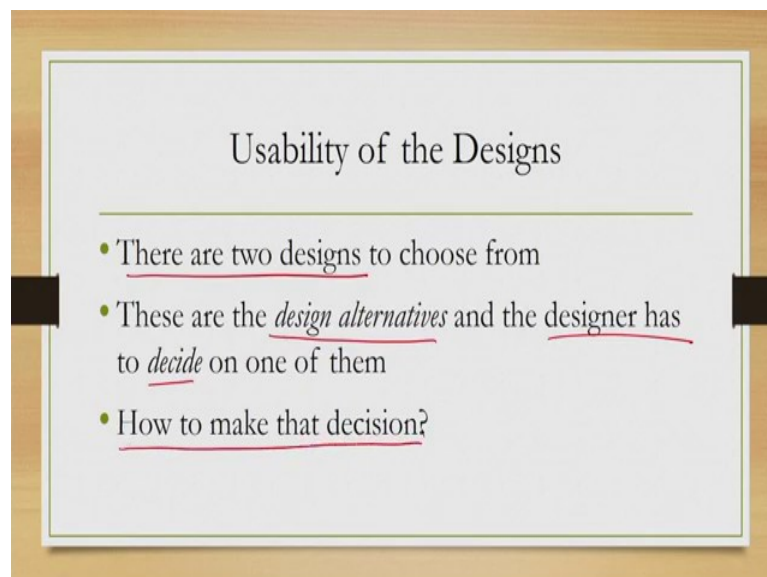 Usability of the Designs
• There are two designs to choose from
• These are the design alternatives and the designer has
to decide on one of them
• How to make that decision?